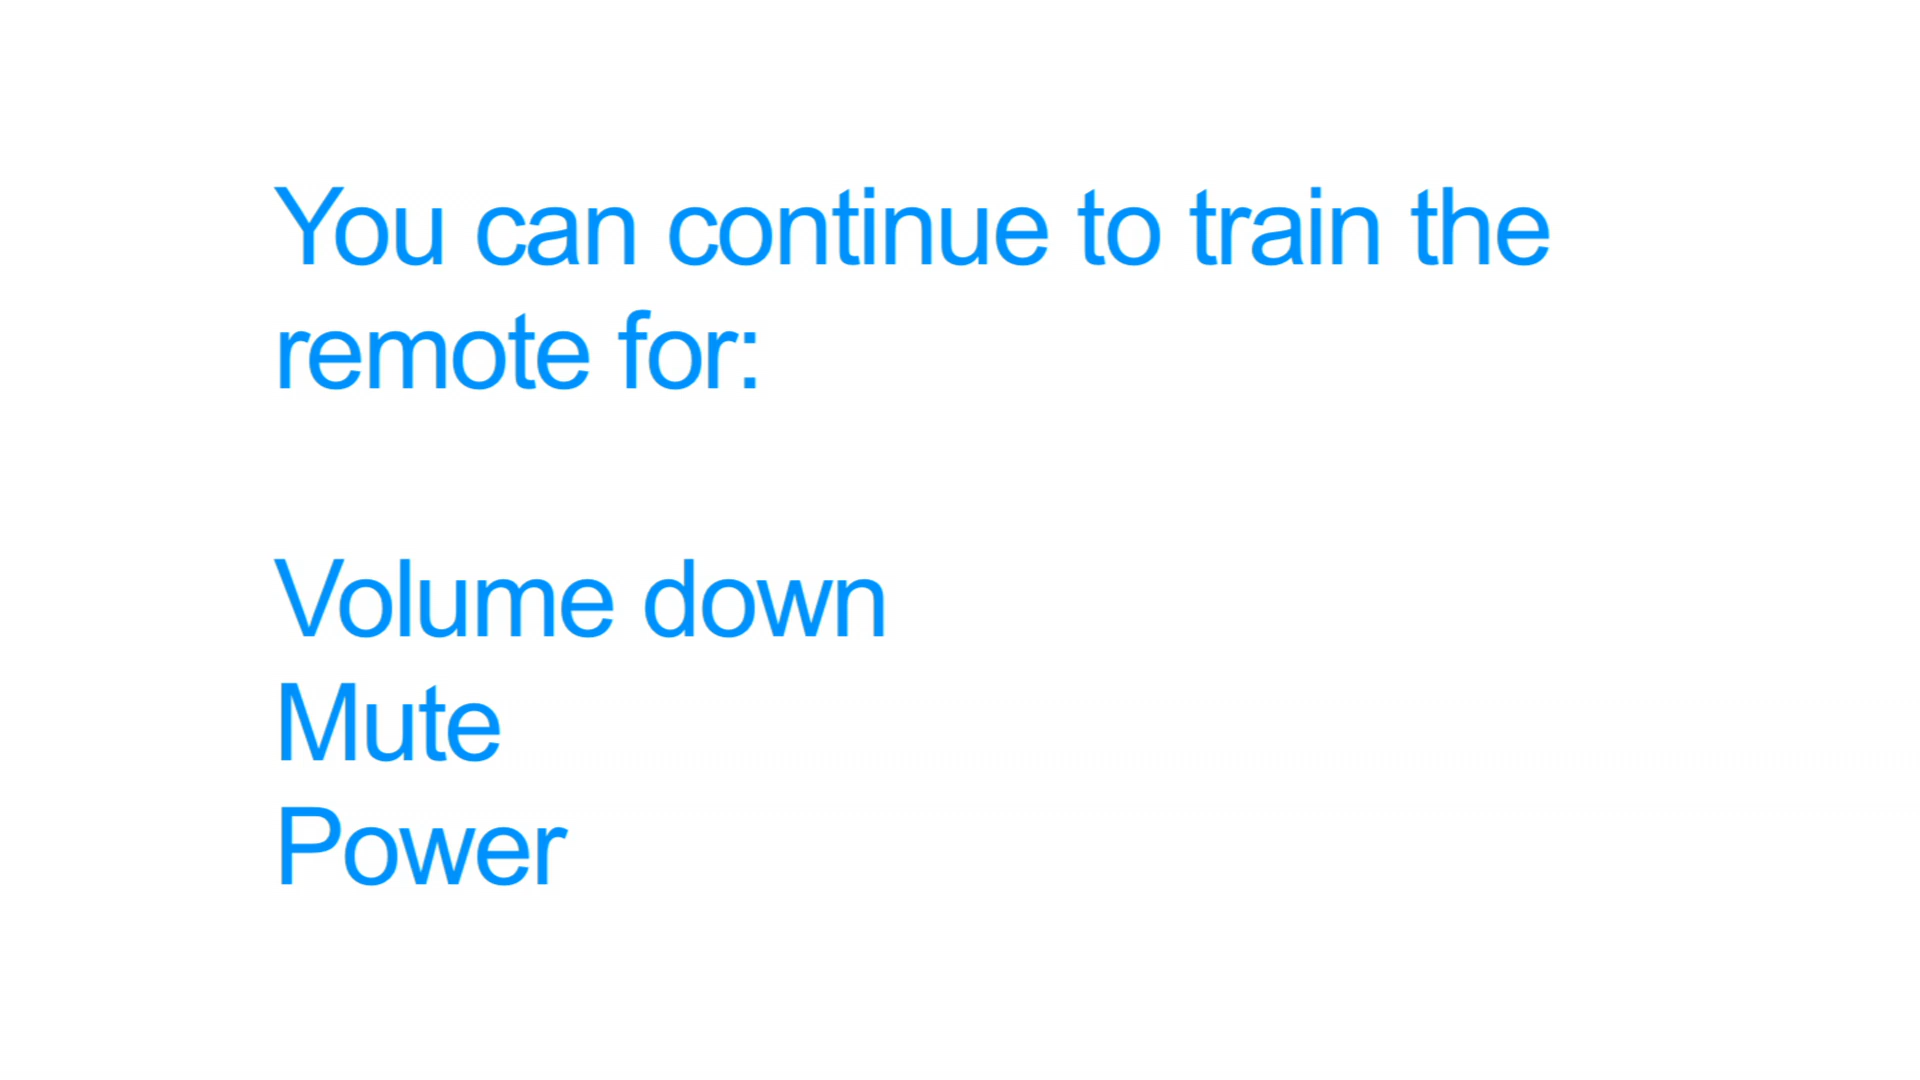 You can continue to train the
remote for:
Volume down
Mute
Power